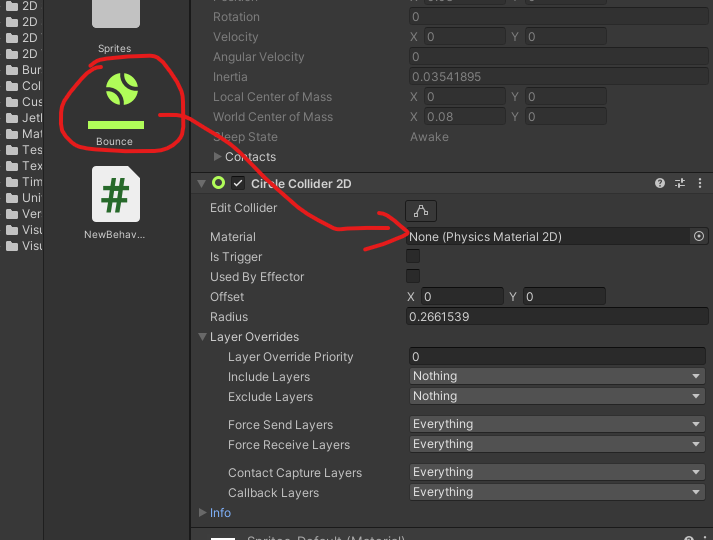 2D
2D
2D
2D
Bur
Col
Cus
Jetl
Mat
Tes
Tex
Tim
Uni
Ver
Visu
Visu
Sprites
Bounce
NewBehav...
Position
Rotation 0
Velocity X 0 Y 0
Angular Velocity 0
Inertia 0.03541895
Local Center of Mass X 0 Y 0
World Center of Mass X 0.08 Y 0
Sleep State Awake
Contacts
Circle Collider 2D
Edit Collider
Material None (Physics Material 2D)
Is Trigger
Used By Effector
Offset X 0 Y 0
Radius 0.2661539
Layer Overrides
Layer Override Priority 0
Include Layers Nothing
Exclude Layers Nothing
Force Send Layers Everything
Force Receive Layers Everything
Contact Capture Layers Everything
Callback Layers Everything
Info
Sprites-Default (Material)